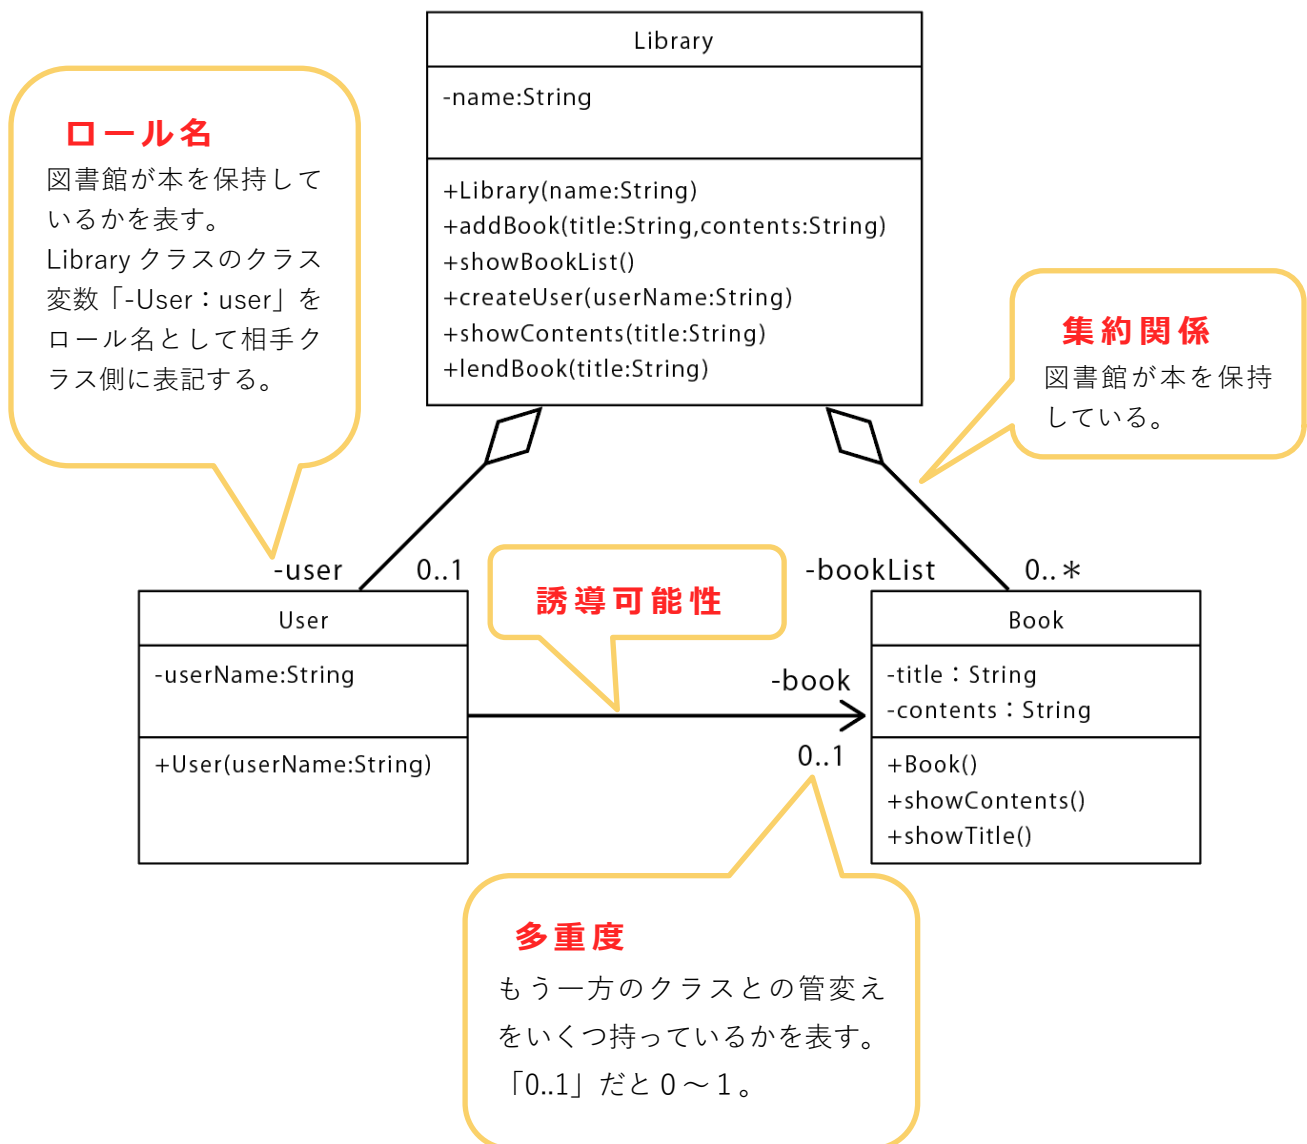 Library
-name:String
+Library(name:String)
+addBook(title:String,contents:String)
+showBookList()
+createUser(userName:String)
+showContents(title:String)
+lendBook(title:String)
ロール名
図書館が本を保持して
いるかを表す。
Library クラスのクラス
変数「-User：user」を
ロール名として相手ク
ラス側に表記する。
集約関係
図書館が本を保持
している。
-user
0..1
誘導可能性
-bookList
0..＊
User
-userName:String
+User(userName:String)
-book
0..1
Book
-title：String
-contents：String
+Book()
+showContents()
+showTitle()
多重度
もう一方のクラスとの管変え
をいくつ持っているかを表す。
「0..1」だと０～１。